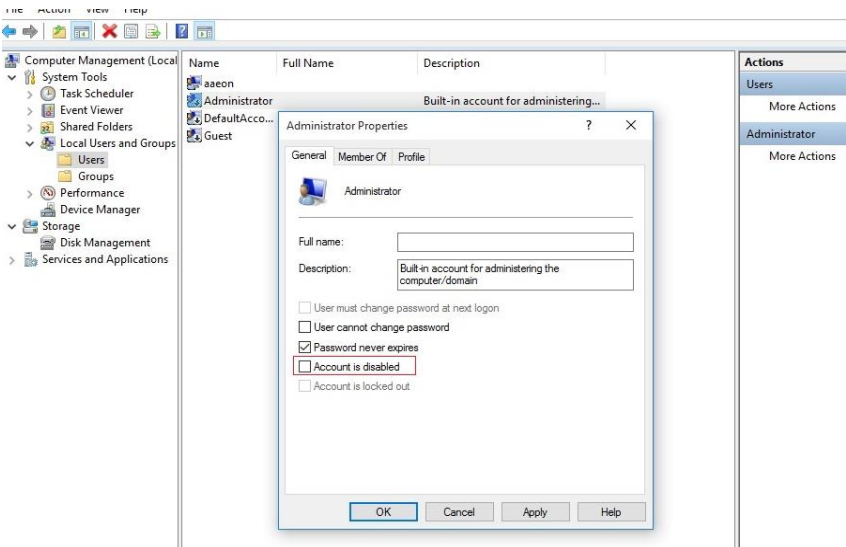 File Action View Help
Computer Management (Local
System Tools
Task Scheduler
Event Viewer
Shared Folders
Local Users and Groups
Users
Groups
Performance
Device Manager
Storage
Disk Management
Services and Applications
Name Full Name Description
aaeon
Administrator Built-in account for administering...
DefaultAcco...
Guest
Administrator Properties ? X
General Member Of Profile
Administrator
Full name:
Description: Built-in account for administering the
computer/domain
User must change password at next logon
User cannot change password
Password never expires
Account is disabled
Account is locked out
OK Cancel Apply Help
Actions
Users
More Actions
Administrator
More Actions